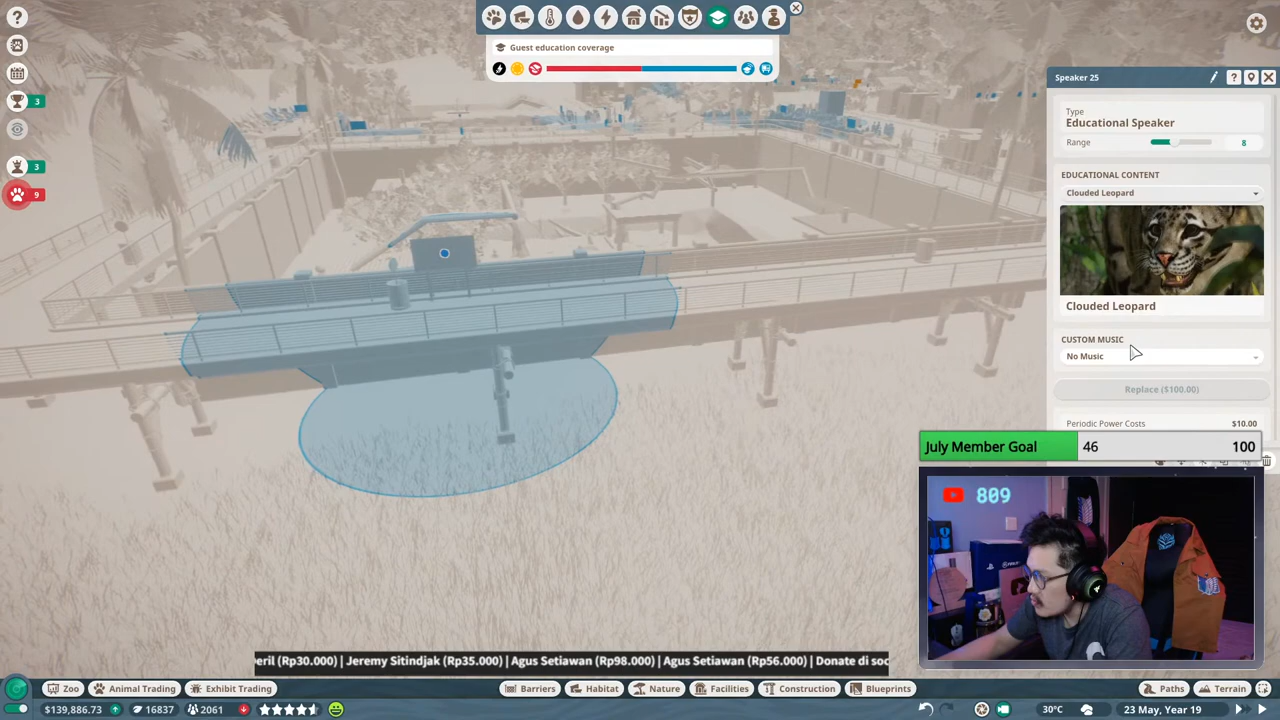 Guest education coverage
3
3
9
Speaker 25
Type
Educational Speaker
Range
8
EDUCATIONAL CONTENT
Clouded Leopard
Clouded Leopard
CUSTOM MUSIC
No Music
Replace ($100.00)
Periodic Power Costs $10.00
July Member Goal 46 100
809
(Rp30.000) | Jeremy Sitindjak (Rp35.000) | Agus Setiawan (Rp98.000) | Agus Setiawan (Rp56.000) | Donate di
Zoo Animal Trading Exhibit Trading Barriers Habitat Nature Facilities Construction Blueprints Paths Terrain
$139,886.73 16837 2061 30°C 23 May, Year 19